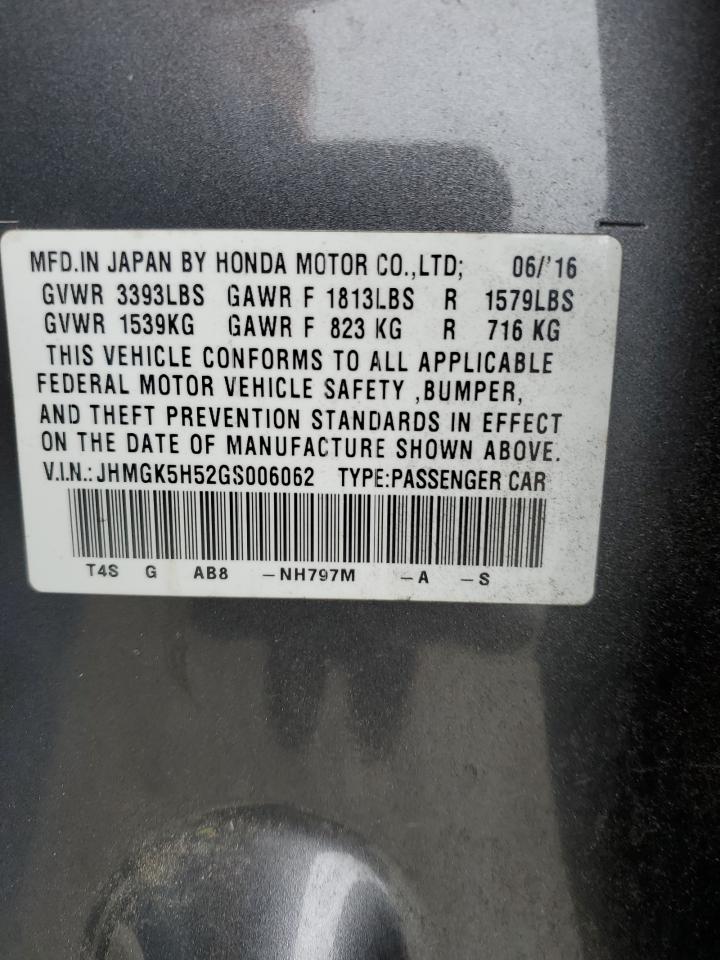 MFD.IN JAPAN BY HONDA MOTOR CO.,LTD; 06/'16
GVWR 3393LBS GAWR F 1813LBS R 1579LBS
GVWR 1539KG GAWR F 823 KG R 716 KG
THIS VEHICLE CONFORMS TO ALL APPLICABLE
FEDERAL MOTOR VEHICLE SAFETY ,BUMPER,
AND THEFT PREVENTION STANDARDS IN EFFECT
ON THE DATE OF MANUFACTURE SHOWN ABOVE.
V.I.N.: JHMGK5H52GS006062 TYPE:PASSENGER CAR
T4S G AB8 -NH797M -A -S